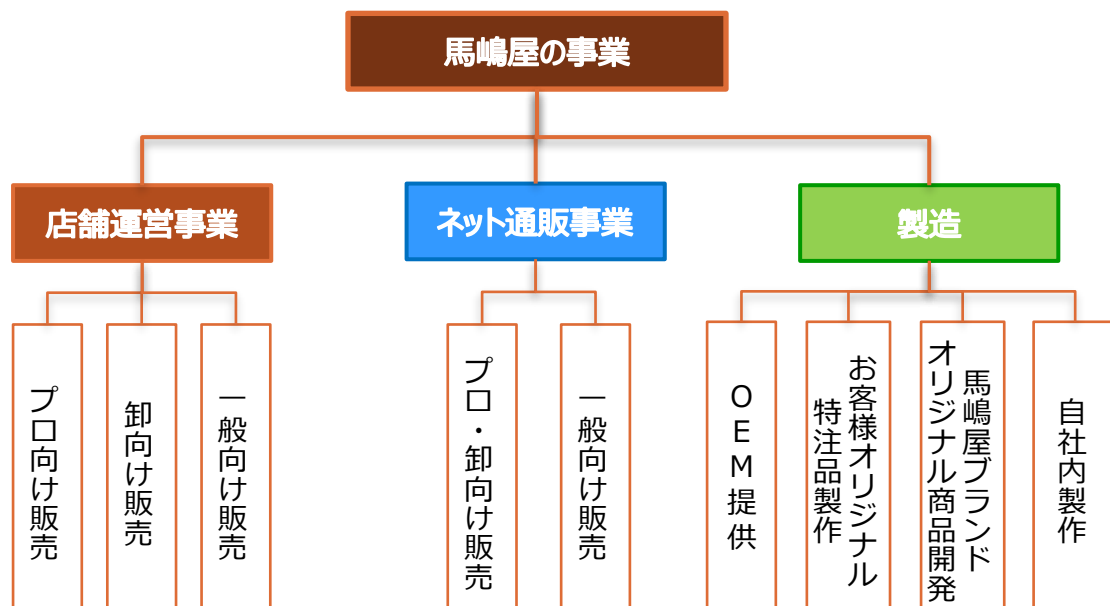 馬嶋屋の事業
店舗運営事業
ネット通販事業
製造
プロ向け販売
卸向け販売
一般向け販売
プロ・卸向け販売
一般向け販売
OEM提供
お客様オリジナル
特注品製作
馬嶋屋ブランド
オリジナル商品開発
自社内製作